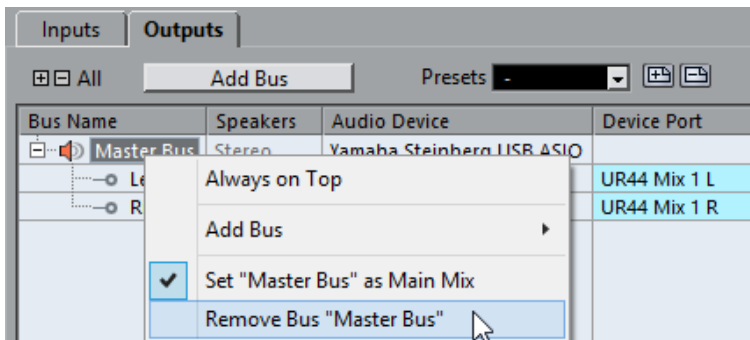 Inputs Outputs
All Add Bus Presets -
Bus Name Speakers Audio Device Device Port
Master Bus Stereo Yamaha Steinberg USB ASIO
Le UR44 Mix 1 L
R UR44 Mix 1 R
Always on Top
Add Bus
Set "Master Bus" as Main Mix
Remove Bus "Master Bus"